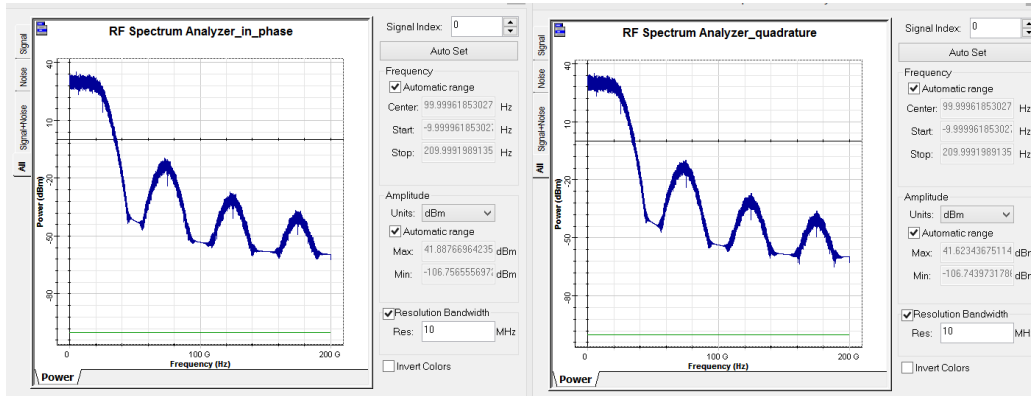 RF Spectrum Analyzer_in_phase
Signal Index: 0
Auto Set
Frequency
Automatic range
Center: 99.99961853027 Hz
Start: -9.999961853027 Hz
Stop: 209.9991989135 Hz
Amplitude
Units: dBm
Automatic range
Max: 41.88766964235 dBm
Min: -106.7565556972 dBm
Resolution Bandwidth
Res: 10 MHz
Invert Colors
Signal
Noise
Signal+Noise
All
Power (dBm)
40
10
-20
-50
-80
0
100 G
200 G
Frequency (Hz)
Power
RF Spectrum Analyzer_quadrature
Signal Index: 0
Auto Set
Frequency
Automatic range
Center: 99.99961853027 Hz
Start: -9.999961853027 Hz
Stop: 209.9991989135 Hz
Amplitude
Units: dBm
Automatic range
Max: 41.62343675114 dBm
Min: -106.7439731786 dBm
Resolution Bandwidth
Res: 10
Invert Colors
Signal
Noise
Signal+Noise
All
Power (dBm)
40
10
-20
-50
-80
0
100 G
200 G
Frequency (Hz)
Power